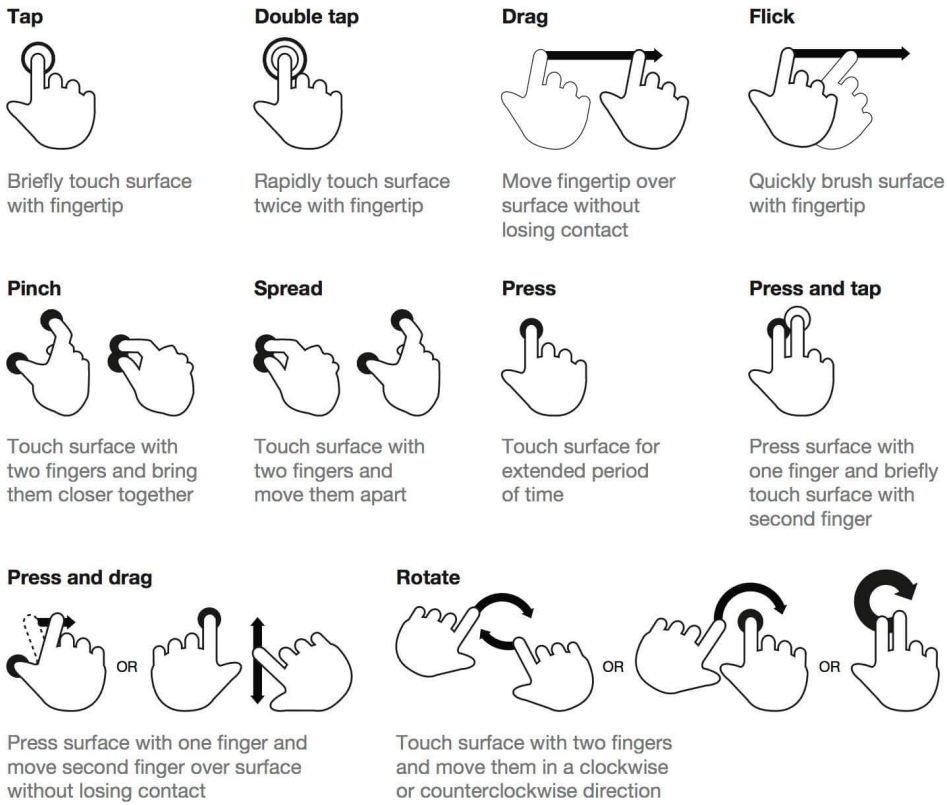 Tap
Briefly touch surface
with fingertip
Double tap
Rapidly touch surface
twice with fingertip
Drag
Move fingertip over
surface without
losing contact
Flick
Quickly brush surface
with fingertip
Pinch
Touch surface with
two fingers and bring
them closer together
Spread
Touch surface with
two fingers and
move them apart
Press
Touch surface for
extended period
of time
Press and tap
Press surface with
one finger and briefly
touch surface with
second finger
Press and drag
OR
Press surface with one finger and
move second finger over surface
without losing contact
Rotate
OR
OR
Touch surface with two fingers
and move them in a clockwise
or counterclockwise direction